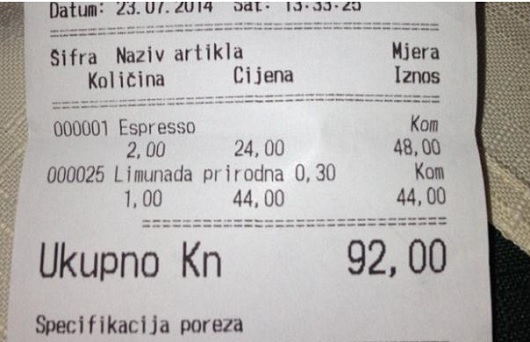 Datum: 23.07.2014 Sat: 13:33:25
Šifra Naziv artikla Mjera
Količina Cijena Iznos
000001 Espresso Kom
2,00 24,00 48,00
000025 Limunada prirodna 0,30 Kom
1,00 44,00 44,00
Ukupno Kn 92,00
Specifikacija poreza